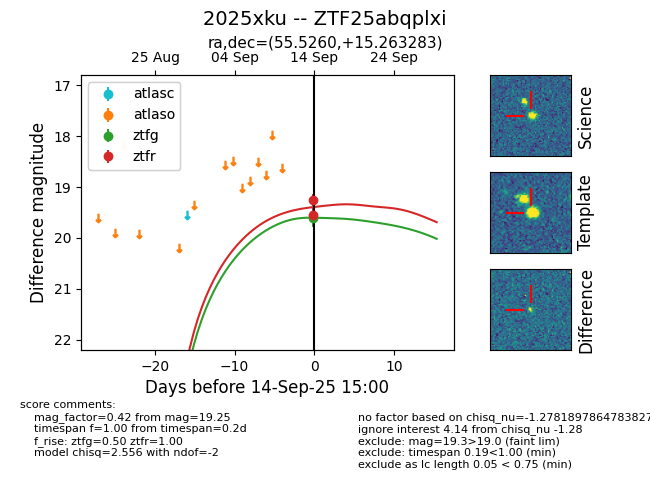 2025xku -- ZTF25abqplxi
ra,dec=(55.5260,+15.263283)
25 Aug 04 Sep 14 Sep 24 Sep
atlasc
atlaso
ztfg
ztfr
17
18
19
20
21
22
Difference magnitude
−20 −10 0 10
Days before 14-Sep-25 15:00
Science
Template
Difference
score comments:
mag_factor=0.42 from mag=19.25
timespan f=1.00 from timespan=0.2d
f_rise: ztfg=0.50 ztfr=1.00
model chisq=2.556 with ndof=-2
no factor based on chisq_nu=-1.2781897864783827
ignore interest 4.14 from chisq_nu -1.28
exclude: mag=19.3>19.0 (faint lim)
exclude: timespan 0.19<1.00 (min)
exclude as lc length 0.05 < 0.75 (min)